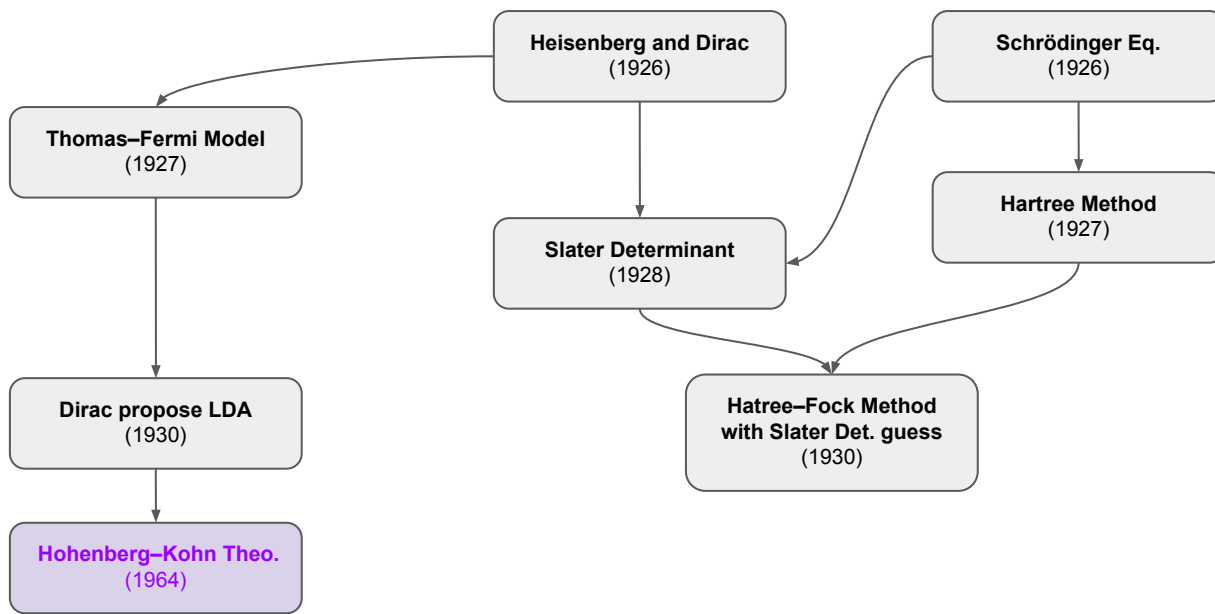 Heisenberg and Dirac
(1926)
Schrödinger Eq.
(1926)
Thomas–Fermi Model
(1927)
Hartree Method
(1927)
Slater Determinant
(1928)
Dirac propose LDA
(1930)
Hatree–Fock Method
with Slater Det. guess
(1930)
Hohenberg–Kohn Theo.
(1964)